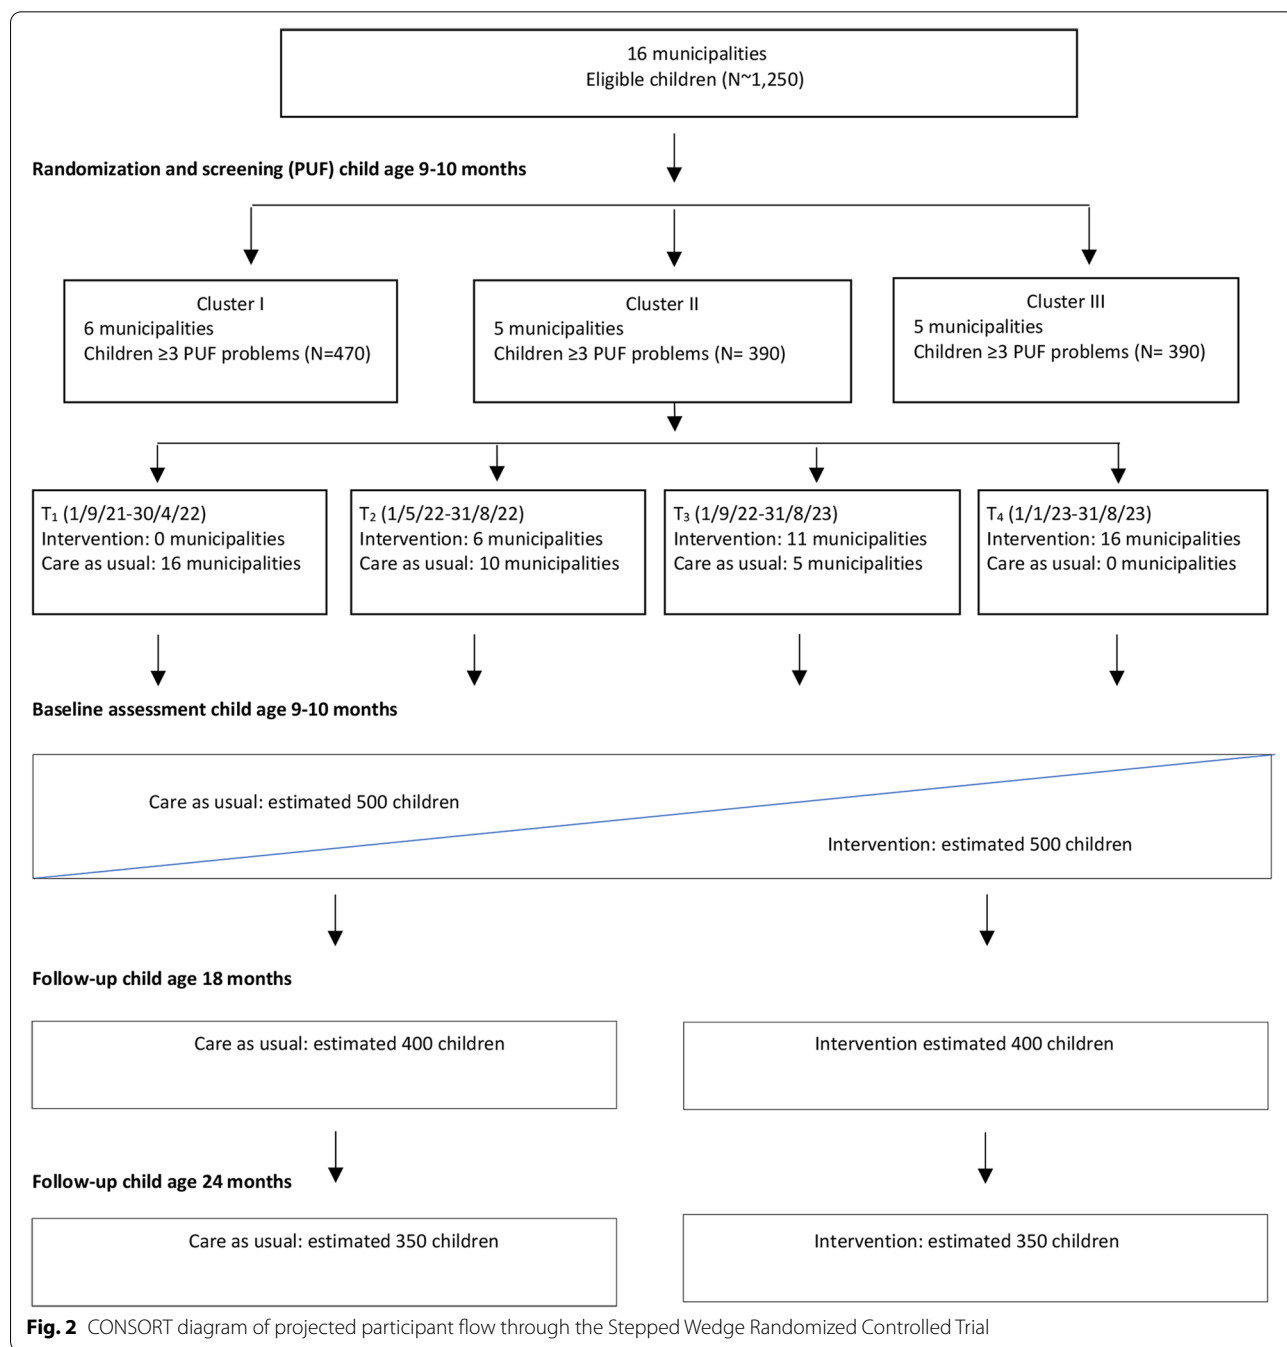 16 municipalities
Eligible children (N~1,250)
Randomization and screening (PUF) child age 9-10 months
Cluster I
6 municipalities
Children ≥3 PUF problems (N=470)
Cluster II
5 municipalities
Children ≥3 PUF problems (N= 390)
Cluster III
5 municipalities
Children ≥3 PUF problems (N= 390)
T₁ (1/9/21-30/4/22)
Intervention: 0 municipalities
Care as usual: 16 municipalities
T₂ (1/5/22-31/8/22)
Intervention: 6 municipalities
Care as usual: 10 municipalities
T₃ (1/9/22-31/8/23)
Intervention: 11 municipalities
Care as usual: 5 municipalities
T₄ (1/1/23-31/8/23)
Intervention: 16 municipalities
Care as usual: 0 municipalities
Baseline assessment child age 9-10 months
Care as usual: estimated 500 children
Intervention: estimated 500 children
Follow-up child age 18 months
Care as usual: estimated 400 children
Intervention estimated 400 children
Follow-up child age 24 months
Care as usual: estimated 350 children
Intervention: estimated 350 children
Fig. 2 CONSORT diagram of projected participant flow through the Stepped Wedge Randomized Controlled Trial